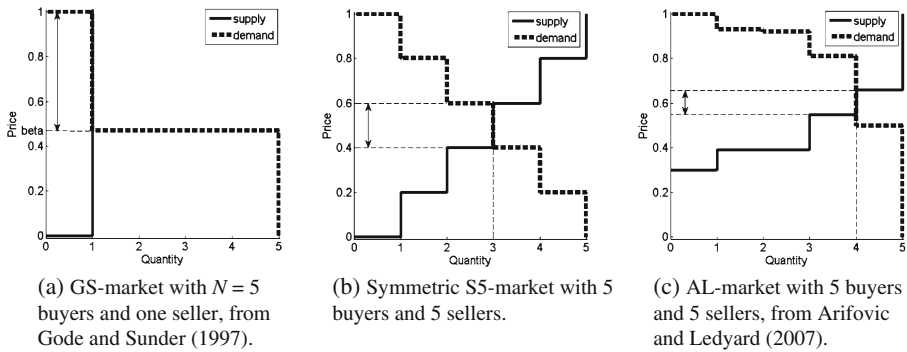 supply
demand
1
0.8
0.6
beta
0.4
0.2
0
Price
0 1 2 3 4 5
Quantity
(a) GS-market with N = 5
buyers and one seller, from
Gode and Sunder (1997).
supply
demand
1
0.8
0.6
0.4
0.2
0
Price
0 1 2 3 4 5
Quantity
(b) Symmetric S5-market with 5
buyers and 5 sellers.
supply
demand
1
0.8
0.6
0.4
0.2
0
Price
0 1 2 3 4 5
Quantity
(c) AL-market with 5 buyers
and 5 sellers, from Arifovic
and Ledyard (2007).